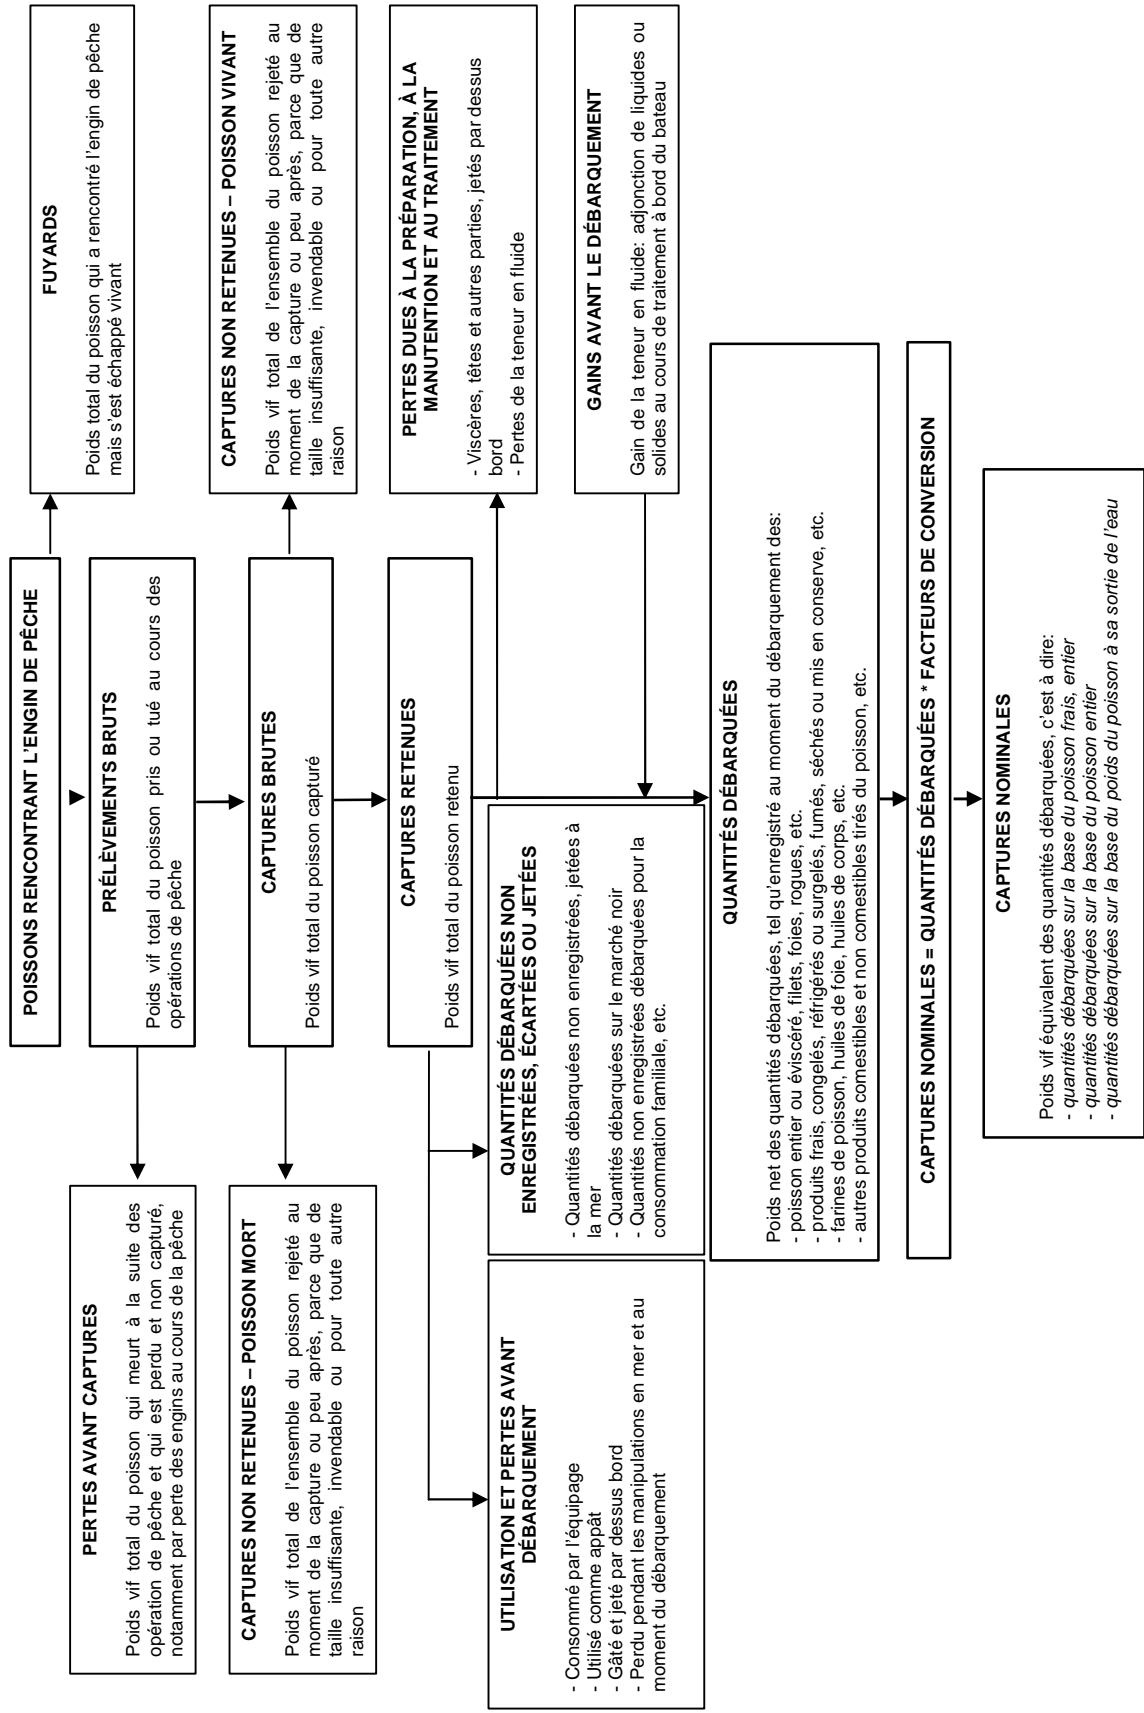 POISSONS RENCONTRANT L'ENGIN DE PÊCHE
FUYARDS
Poids total du poisson qui a rencontré l'engin de pêche
mais s'est échappé vivant
PRÉLÈVEMENTS BRUTS
Poids vif total du poisson pris ou tué au cours des
opérations de pêche
PERTES AVANT CAPTURES
Poids vif total du poisson qui meurt à la suite des
opération de pêche et qui est perdu et non capturé,
notamment par perte des engins au cours de la pêche
CAPTURES BRUTES
Poids vif total du poisson capturé
CAPTURES NON RETENUES – POISSON VIVANT
Poids vif total de l'ensemble du poisson rejeté au
moment de la capture ou peu après, parce que de
taille insuffisante, invendable ou pour toute autre
raison
CAPTURES NON RETENUES – POISSON MORT
Poids vif total de l'ensemble du poisson rejeté au
moment de la capture ou peu après, parce que de
taille insuffisante, invendable ou pour toute autre
raison
CAPTURES RETENUES
Poids vif total du poisson retenu
PERTES DUES À LA PRÉPARATION, À LA
MANUTENTION ET AU TRAITEMENT
- Viscères, têtes et autres parties, jetés par dessus
bord
- Pertes de la teneur en fluide
UTILISATION ET PERTES AVANT
DÉBARQUEMENT
- Consommé par l'équipage
- Utilisé comme appât
- Gâté et jeté par dessus bord
- Perdu pendant les manipulations en mer et au
moment du débarquement
QUANTITÉS DÉBARQUÉES NON
ENREGISTRÉES, ÉCARTÉES OU JETÉES
- Quantités débarquées non enregistrées, jetées à
la mer
- Quantités débarquées sur le marché noir
- Quantités non enregistrées débarquées pour la
consommation familiale, etc.
GAINS AVANT LE DÉBARQUEMENT
Gain de la teneur en fluide: adjonction de liquides ou
solides au cours de traitement à bord du bateau
QUANTITÉS DÉBARQUÉES
Poids net des quantités débarquées, tel qu'enregistré au moment du débarquement des:
- poisson entier ou éviscéré, filets, foies, rogues, etc.
- produits frais, congelés, réfrigérés ou surgelés, fumés, séchés ou mis en conserve, etc.
- farines de poisson, huiles de foie, huiles de corps, etc.
- autres produits comestibles et non comestibles tirés du poisson, etc.
CAPTURES NOMINALES = QUANTITÉS DÉBARQUÉES * FACTEURS DE CONVERSION
CAPTURES NOMINALES
Poids vif équivalent des quantités débarquées, c'est à dire:
- quantités débarquées sur la base du poisson frais, entier
- quantités débarquées sur la base du poisson entier
- quantités débarquées sur la base du poids du poisson à sa sortie de l'eau